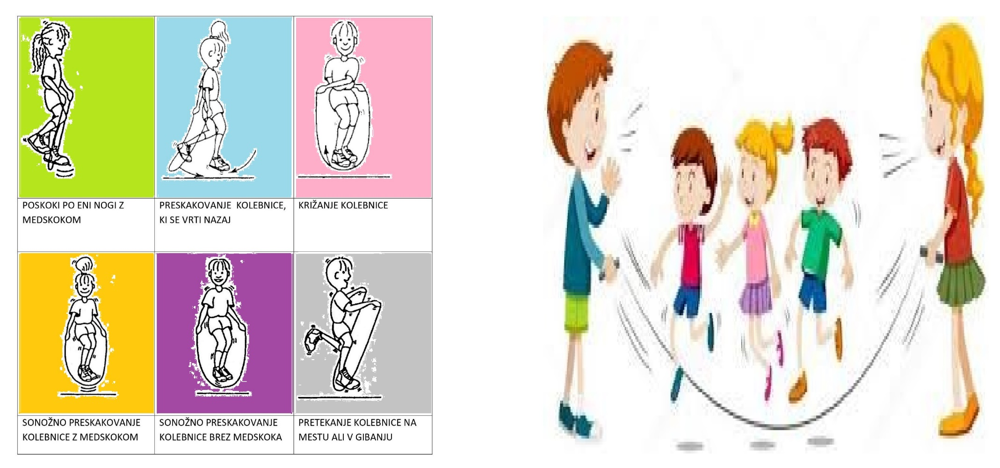 POSKOKI PO ENI NOGI Z
MEDSKOKOM
PRESKAKOVANJE  KOLEBNICE,
KI SE VRTI NAZAJ
KRIŽANJE KOLEBNICE
SONOŽNO PRESKAKOVANJE
KOLEBNICE Z MEDSKOKOM
SONOŽNO PRESKAKOVANJE
KOLEBNICE BREZ MEDSKOKA
PRETEKANJE KOLEBNICE NA
MESTU ALI V GIBANJU